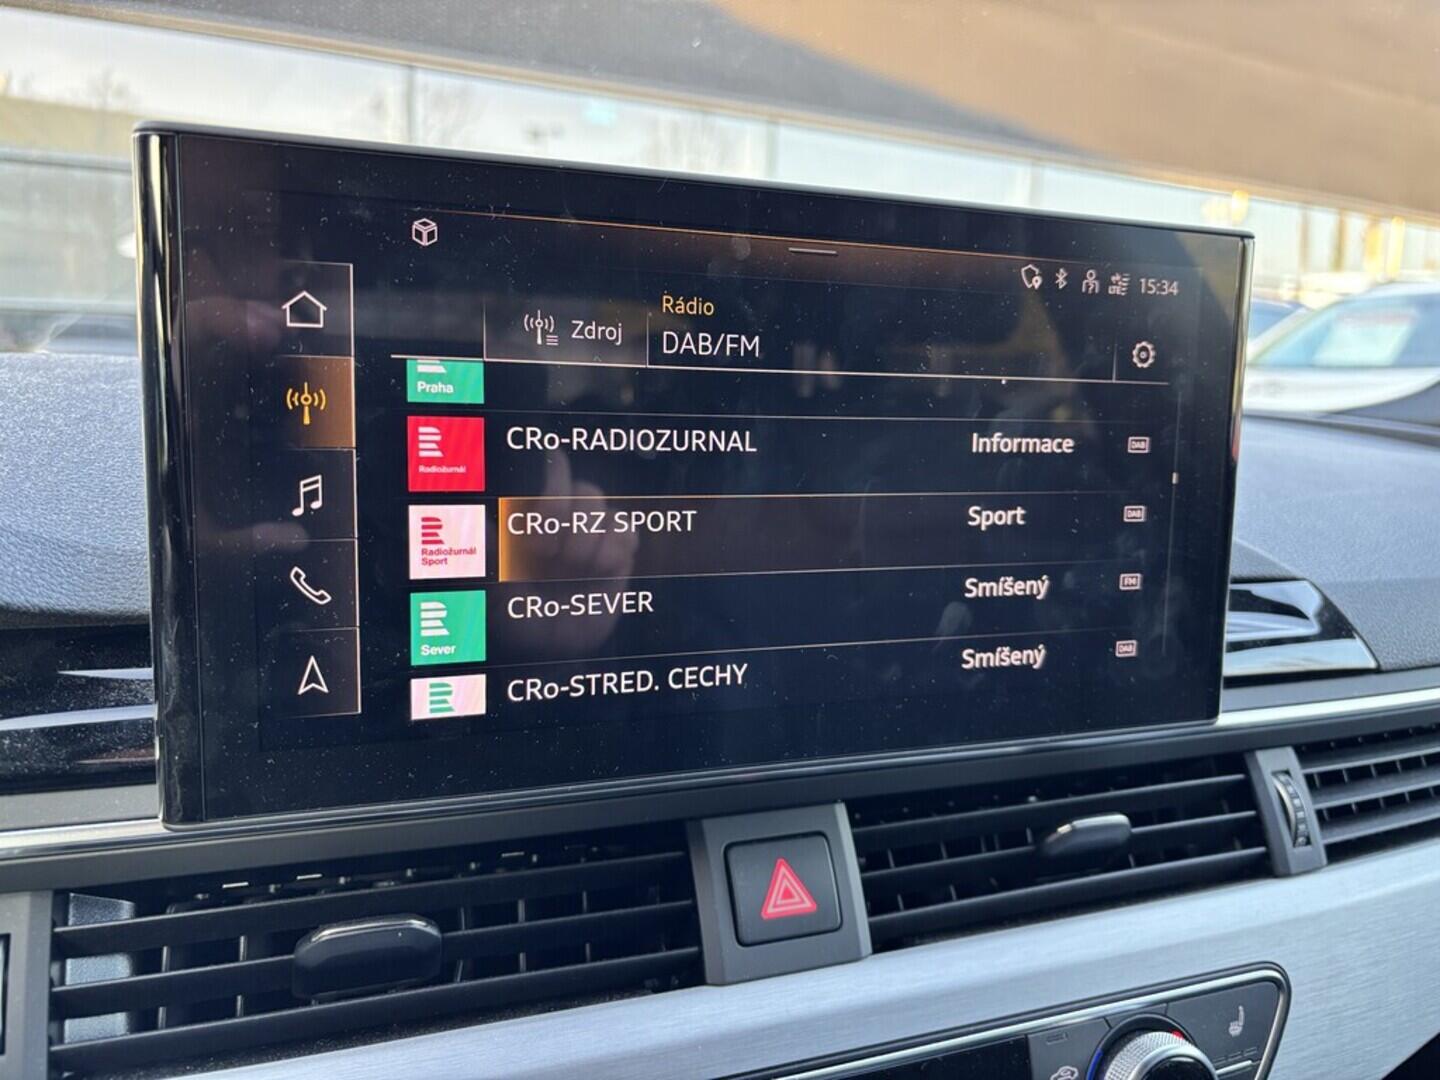 15:34
Rádio
Zdroj
DAB/FM
Praha
CRo-RADIOZURNAL
Informace
DAB
Radiožurnál
CRo-RZ SPORT
Sport
DAB
Radiožurnál
Sport
CRo-SEVER
Smíšený
FM
Sever
CRo-STRED. CECHY
Smíšený
DAB